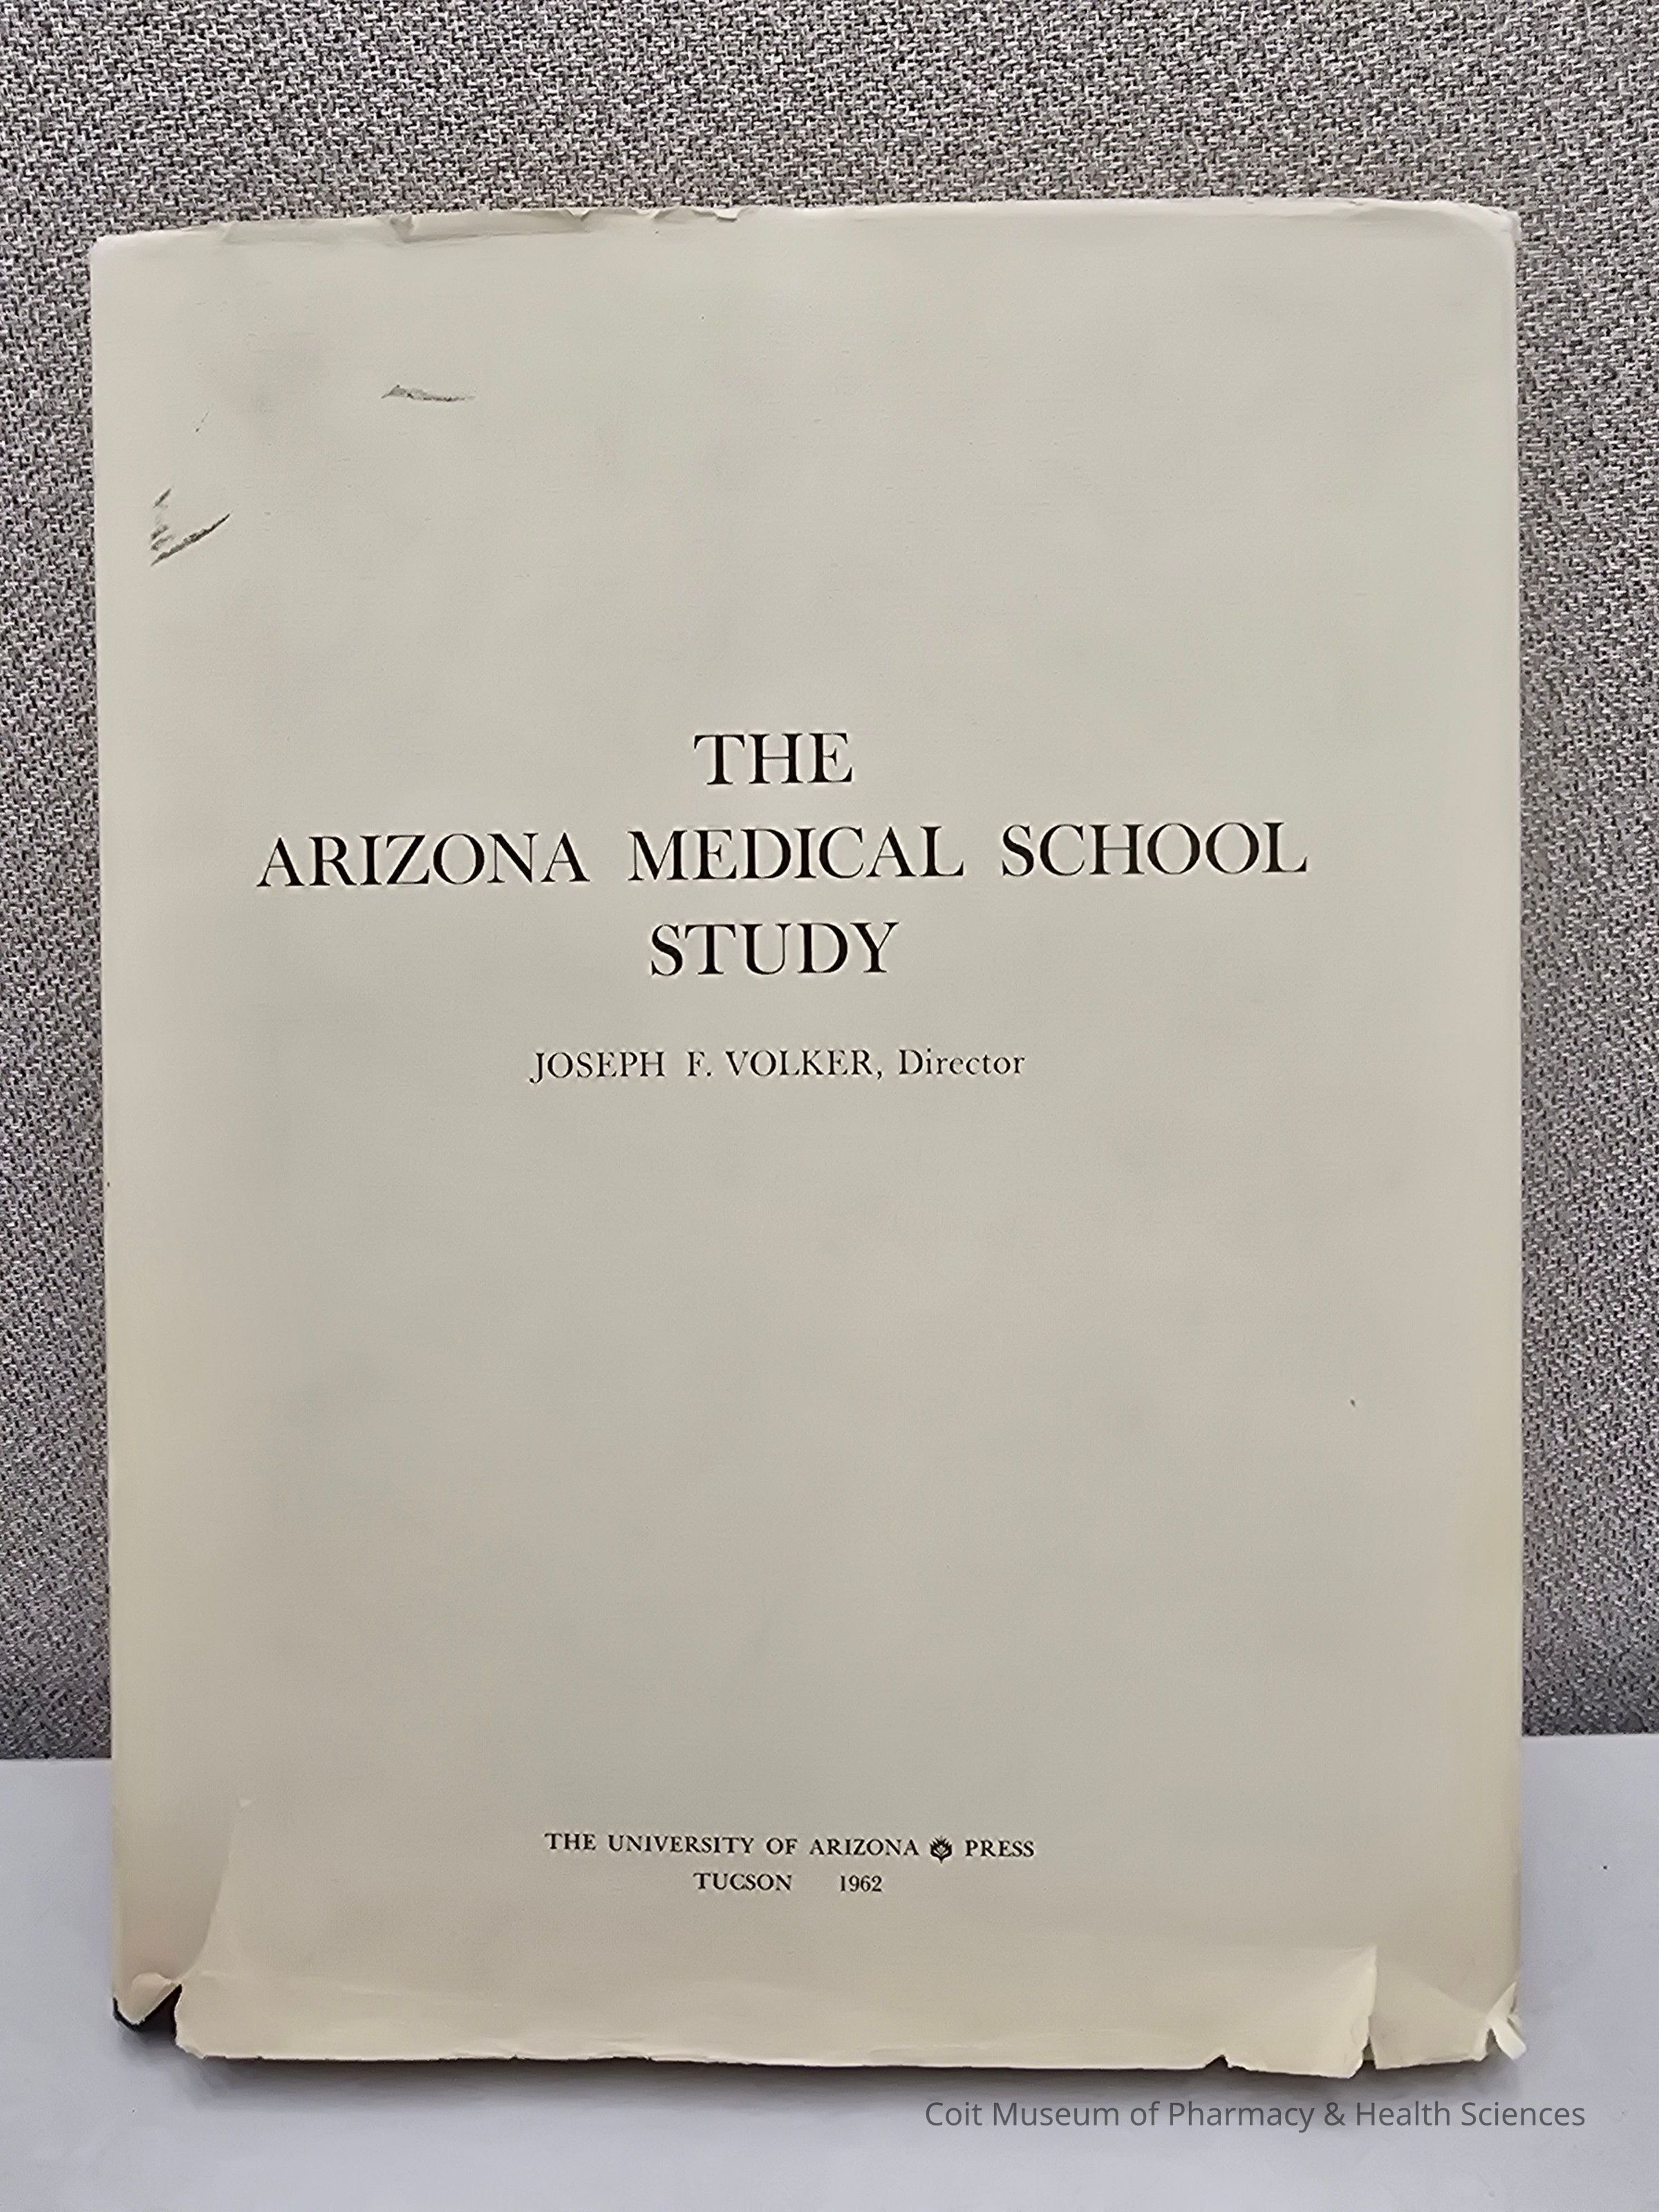 THE
ARIZONA MEDICAL SCHOOL
STUDY
JOSEPH F. VOLKER, Director
THE UNIVERSITY OF ARIZONA PRESS
TUCSON 1962
Coit Museum of Pharmacy & Health Sciences